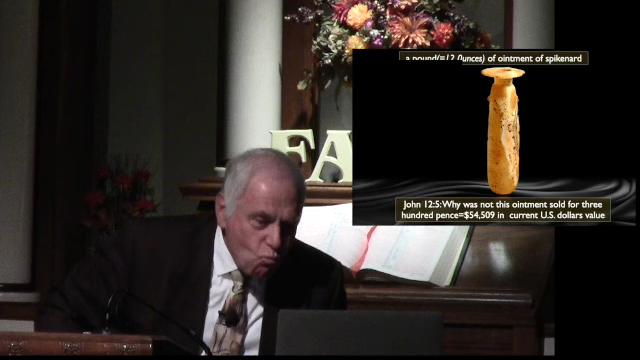 a pound(=12 Ounces) of ointment of spikenard
FA
John 12:5:Why was not this ointment sold for three
hundred pence=$54,509 in current U.S. dollars value